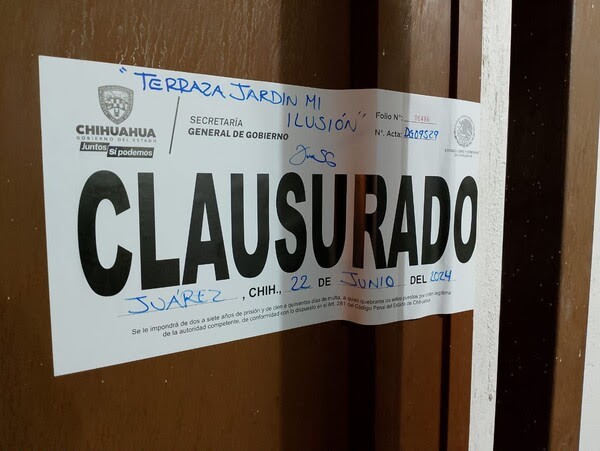 "TERRAZA JARDIN MI
ILUSIÓN"
CHIHUAHUA
GOBIERNO DEL ESTADO
Juntos Sí podemos
SECRETARÍA
GENERAL DE GOBIERNO
Folio N°:
N°. Acta: DG09529
CLAUSURADO
JUÁREZ, CHIH., 22 DE JUNIO DEL 2024
Se le impondrá de dos a siete años de prisión y de cien a quinientos días de multa, a quien quebrante los sellos puestos por orden legítima
de la autoridad competente, de conformidad con lo dispuesto en el Art. 281 del Código Penal del Estado de Chihuahua.